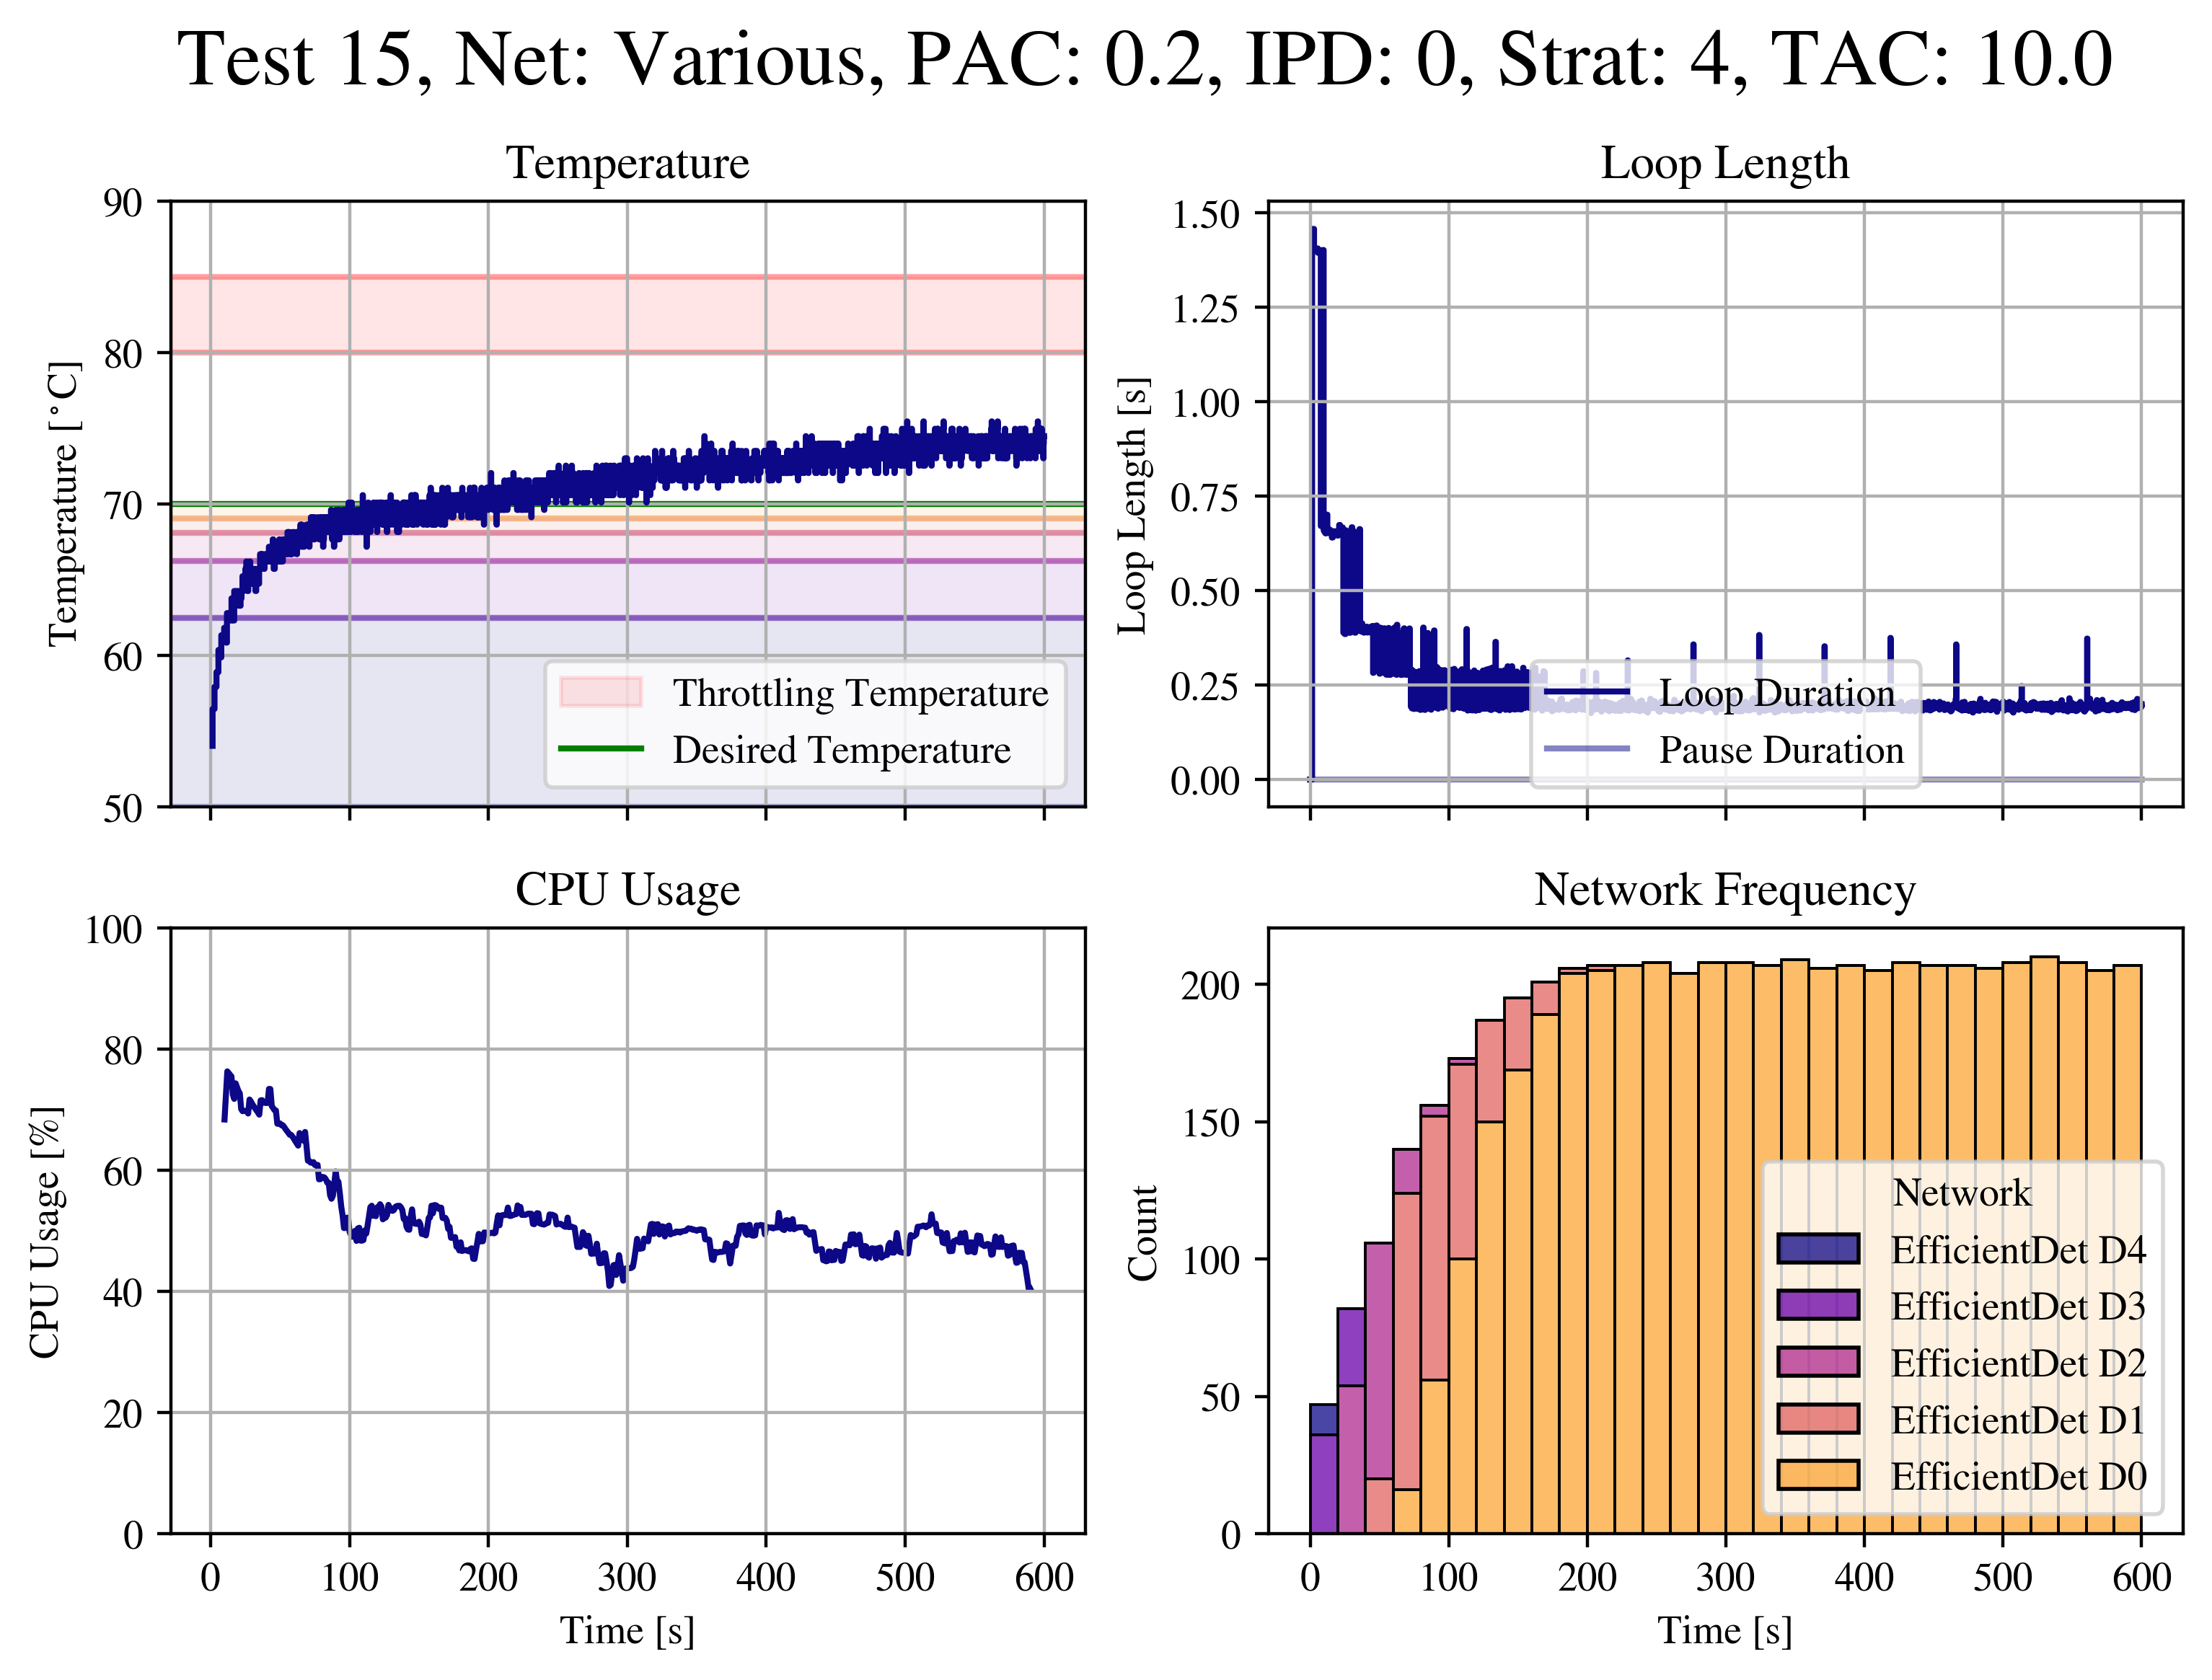 Test 15, Net: Various, PAC: 0.2, IPD: 0, Strat: 4, TAC: 10.0
Temperature
Temperature [°C]
90
80
70
60
50
Throttling Temperature
Desired Temperature
Loop Length
Loop Length [s]
1.50
1.25
1.00
0.75
0.50
0.25
0.00
Loop Duration
Pause Duration
CPU Usage
CPU Usage [%]
100
80
60
40
20
0
0 100 200 300 400 500 600
Time [s]
Network Frequency
Count
200
150
100
50
0
Network
EfficientDet D4
EfficientDet D3
EfficientDet D2
EfficientDet D1
EfficientDet D0
0 100 200 300 400 500 600
Time [s]